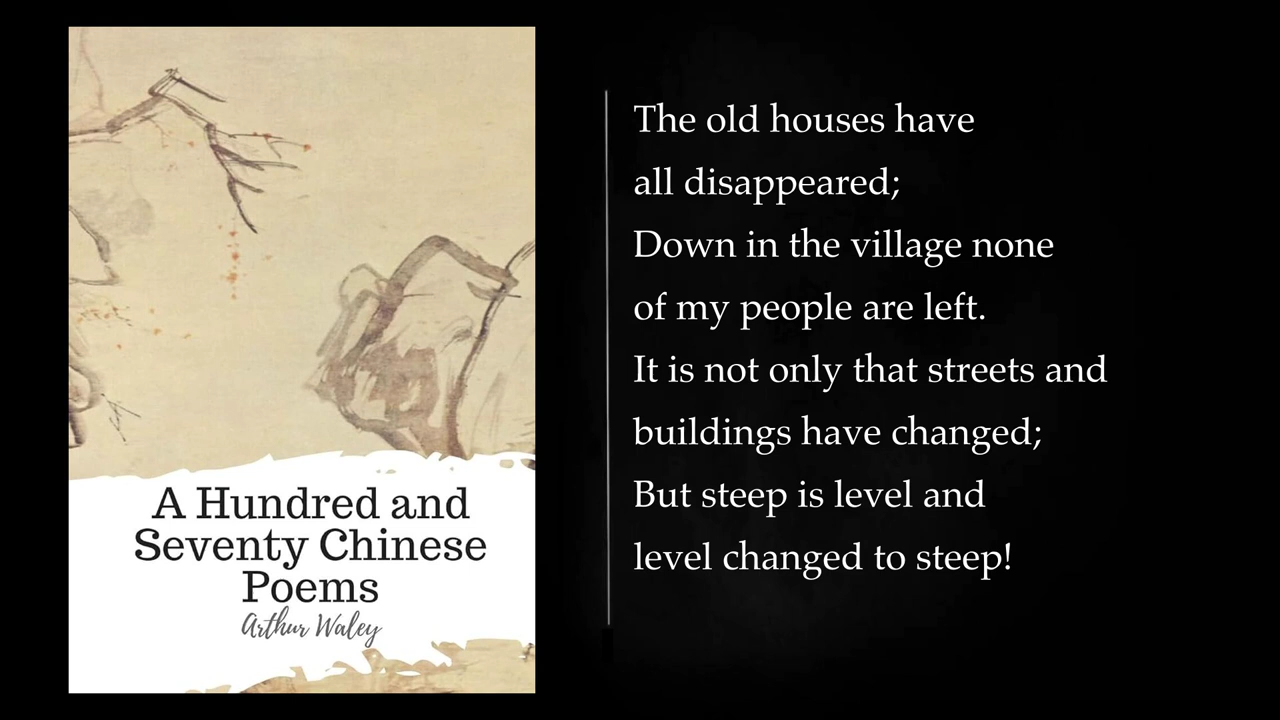 A Hundred and
Seventy Chinese
Poems
Arthur Waley
The old houses have
all disappeared;
Down in the village none
of my people are left.
It is not only that streets and
buildings have changed;
But steep is level and
level changed to steep!